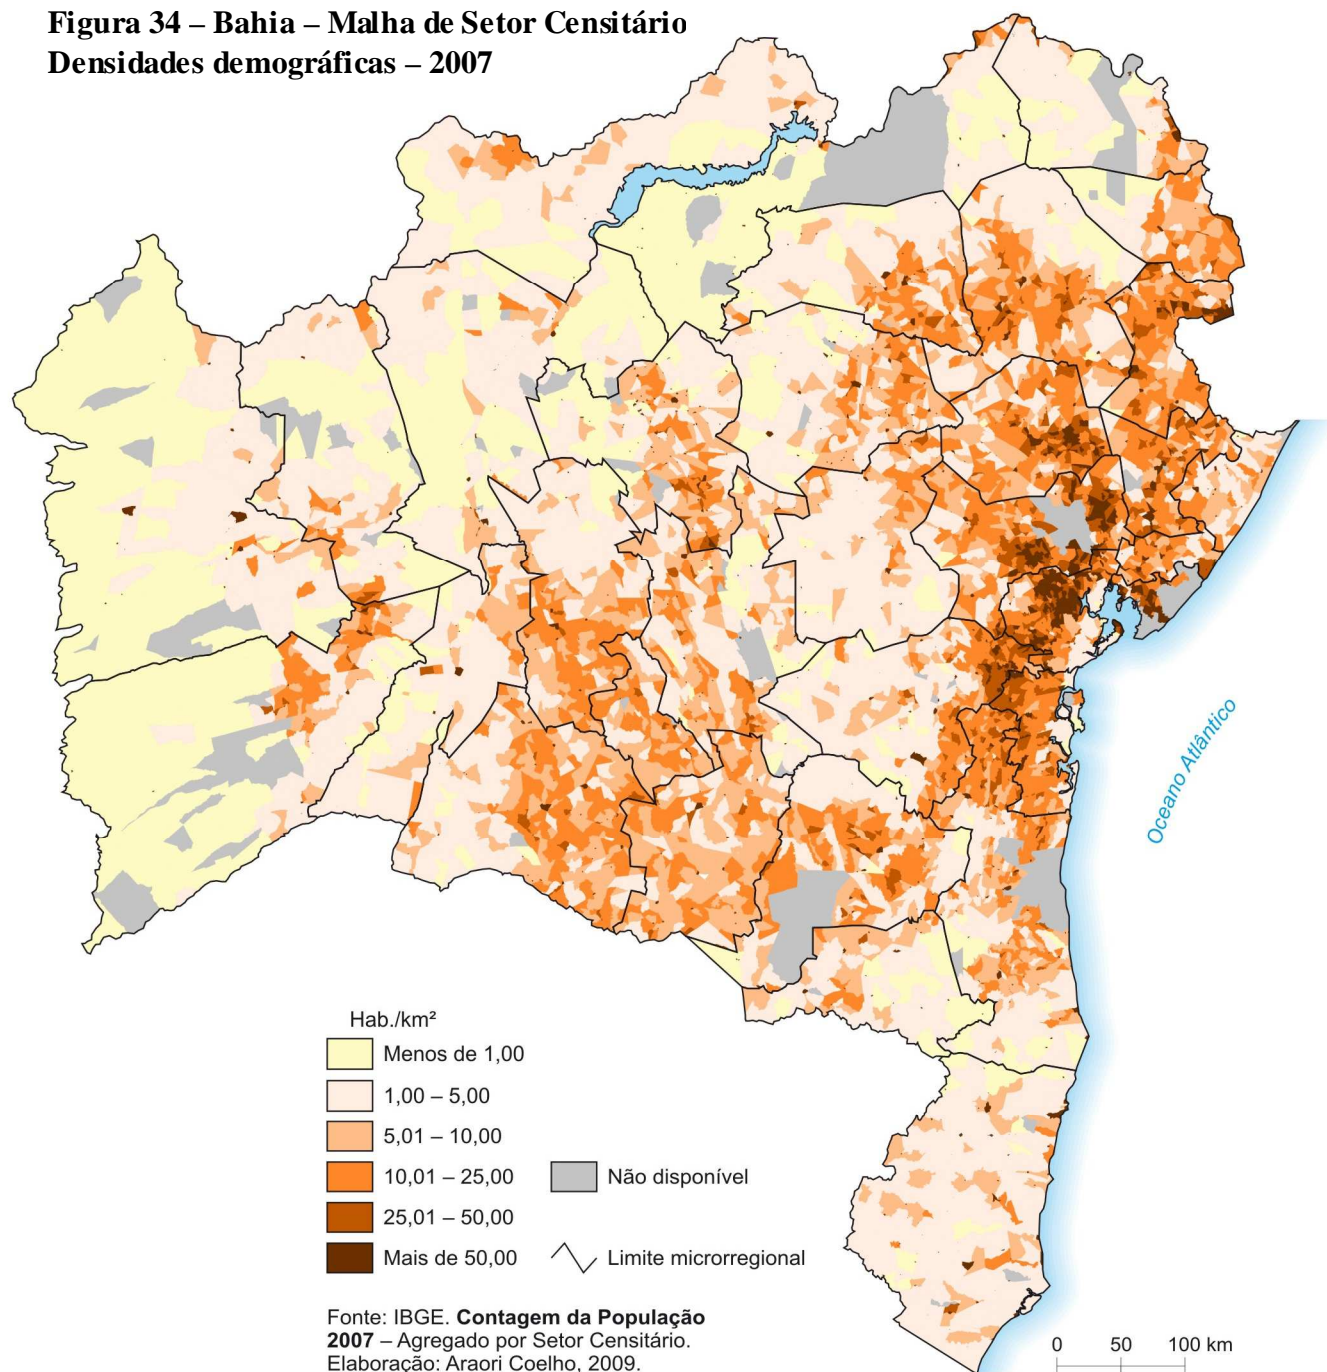 Figura 34 – Bahia – Malha de Setor Censitário
Densidades demográficas – 2007
Oceano Atlântico
Hab./km²
Menos de 1,00
1,00 – 5,00
5,01 – 10,00
10,01 – 25,00
Não disponível
25,01 – 50,00
Mais de 50,00
Limite microrregional
Fonte: IBGE. Contagem da População
2007 – Agregado por Setor Censitário.
Elaboração: Araori Coelho, 2009.
0 50 100 km